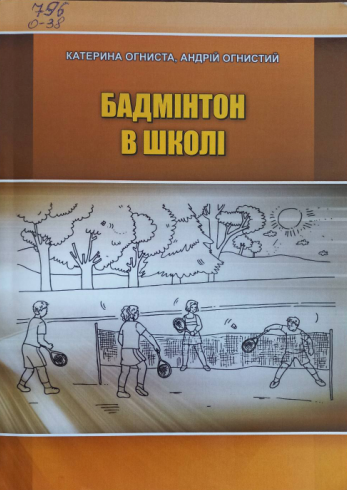 796
О-38
КАТЕРИНА ОГНИСТА, АНДРІЙ ОГНИСТИЙ
БАДМІНТОН
В ШКОЛІ